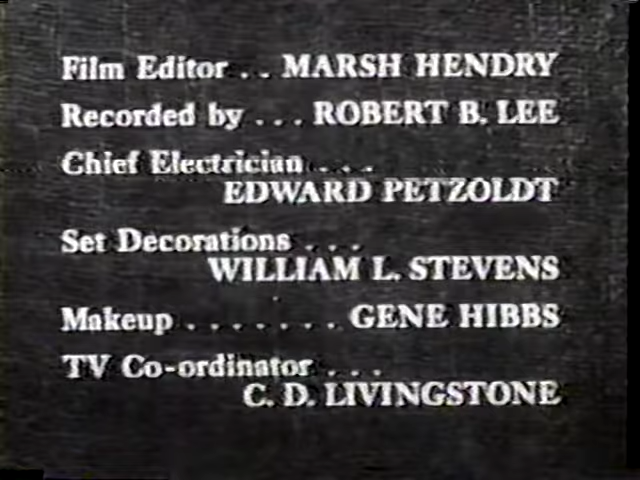 Film Editor . . MARSH HENDRY
Recorded by . . . ROBERT B. LEE
Chief Electrician . . .
EDWARD PETZOLDT
Set Decorations . . .
WILLIAM L. STEVENS
Makeup . . . . . . . GENE HIBBS
TV Co-ordinator . . .
C. D. LIVINGSTONE